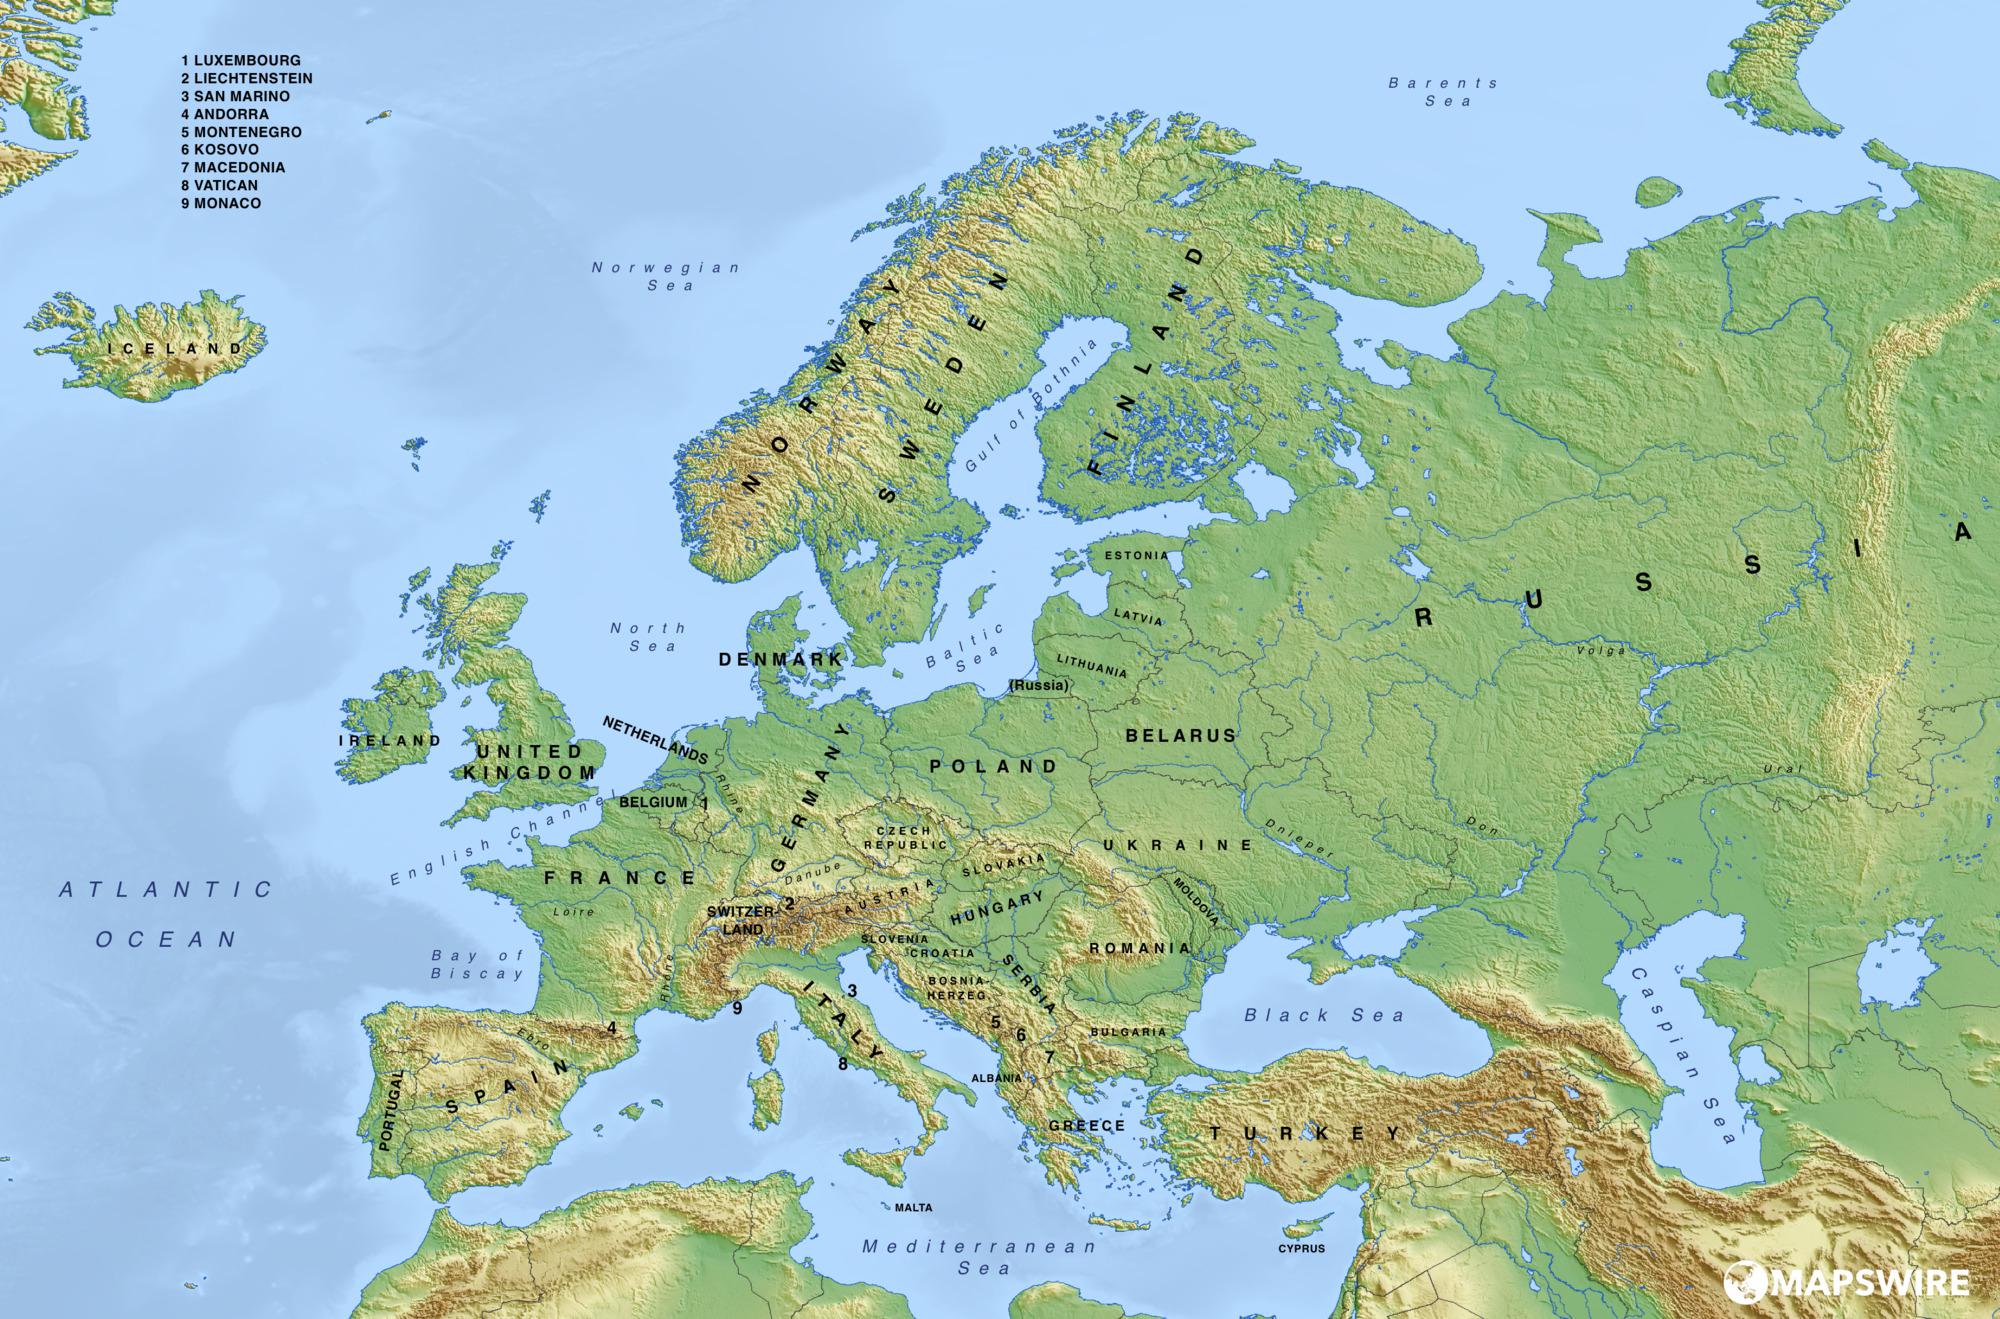 1 LUXEMBOURG
2 LIECHTENSTEIN
3 SAN MARINO
4 ANDORRA
5 MONTENEGRO
6 KOSOVO
7 MACEDONIA
8 VATICAN
9 MONACO
Barents
Sea
Norwegian
Sea
ICELAND
NORWAY
SWEDEN
FINLAND
Gulf of Bothnia
RUSSIA
ESTONIA
LATVIA
LITHUANIA
(Russia)
North
Sea
Baltic
Sea
DENMARK
Volga
IRELAND
UNITED
KINGDOM
NETHERLANDS
BELGIUM
1
Rhine
GERMANY
POLAND
BELARUS
Ural
English Channel
CZECH
REPUBLIC
SLOVAKIA
UKRAINE
Dnieper
Don
ATLANTIC
OCEAN
FRANCE
Loire
Danube
2
SWITZER-
LAND
AUSTRIA
HUNGARY
MOLDOVA
SLOVENIA
CROATIA
ROMANIA
Bay of
Biscay
Rhône
BOSNIA-
HERZEG.
SERBIA
ITALY
3
9
4
5
6
7
8
Ebro
BULGARIA
Black Sea
Caspian Sea
PORTUGAL
SPAIN
ALBANIA
GREECE
TURKEY
MALTA
Mediterranean
Sea
CYPRUS
MAPSWIRE